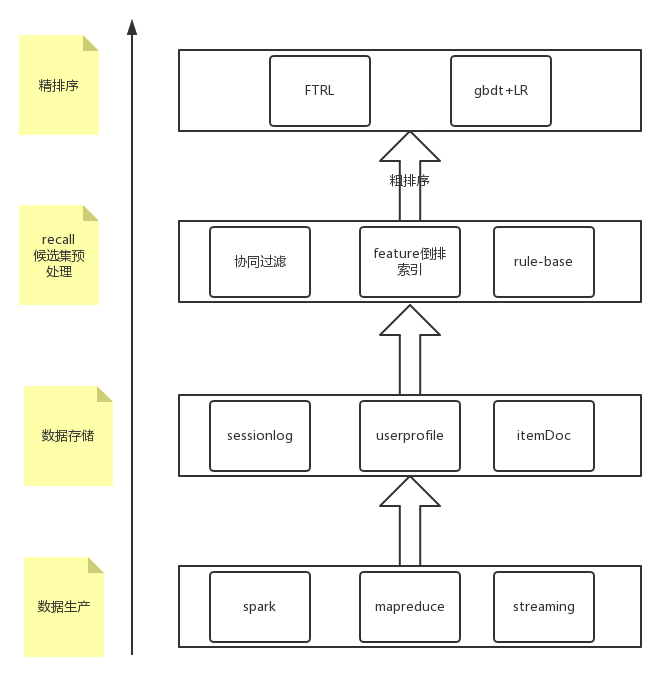 精排序
FTRL
gbdt+LR
粗排序
recall
候选集预
处理
协同过滤
feature倒排
索引
rule-base
数据存储
sessionlog
userprofile
itemDoc
数据生产
spark
mapreduce
streaming